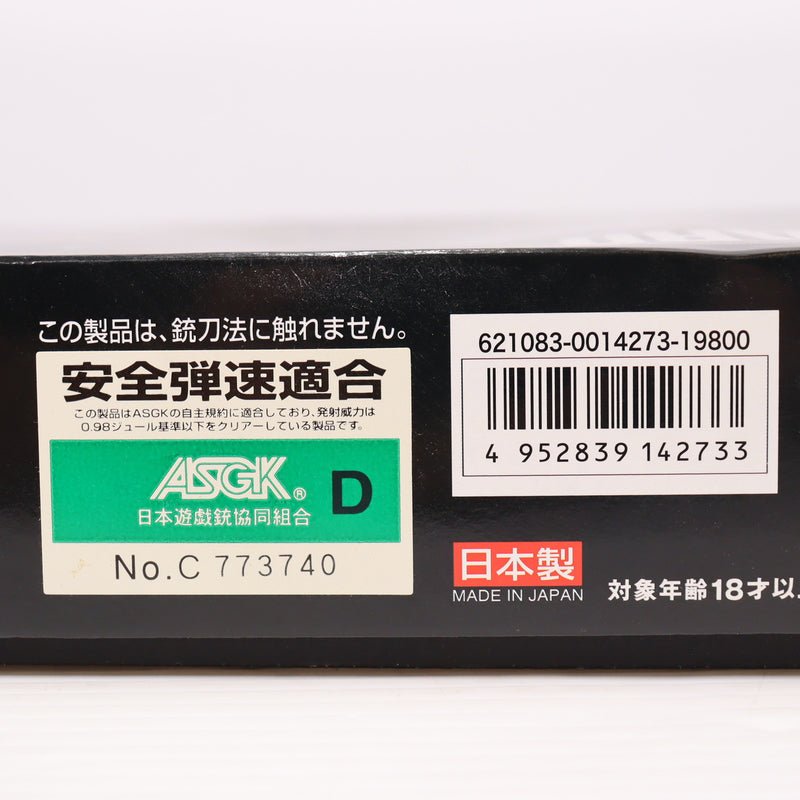 この製品は、銃刀法に触れません。
安全弾速適合
この製品はASGKの自主規約に適合しており、発射威力は
0.98ジュール基準以下をクリアーしている製品です。
ASGK® D
日本遊戯銃協同組合
No.C 773740
621083-0014273-19800
4 952839 142733
日本製
MADE IN JAPAN
対象年齢18才以